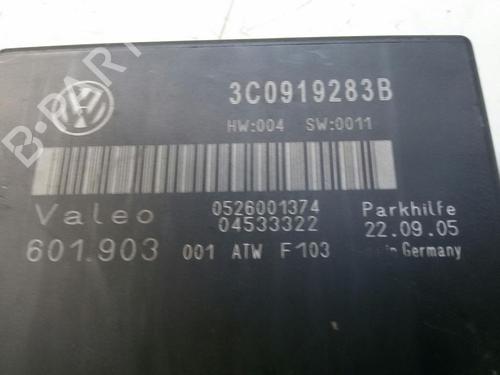 3C0919283B
HW:004 SW:0011
Valeo 0526001374 Parkhilfe
04533322
601.903 001 ATW F103 22.09.05
in Germany
B-PARTS